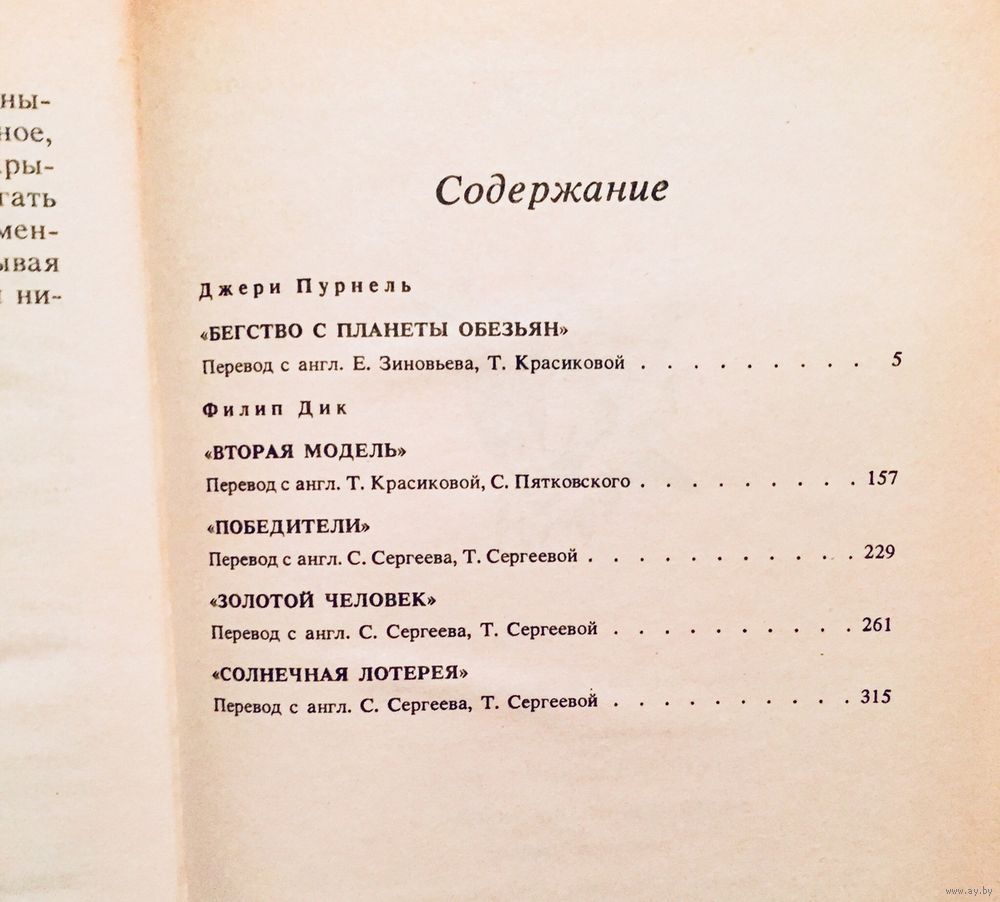 ны-
ное,
ры-
гать
мен-
ывая
ни-
Содержание
Джери Пурнель
«БЕГСТВО С ПЛАНЕТЫ ОБЕЗЬЯН»
Перевод с англ. Е. Зиновьева, Т. Красиковой . . . . . . . . . 5
Филип Дик
«ВТОРАЯ МОДЕЛЬ»
Перевод с англ. Т. Красиковой, С. Пятковского . . . . . . . . . 157
«ПОБЕДИТЕЛИ»
Перевод с англ. С. Сергеева, Т. Сергеевой . . . . . . . . . . . 229
«ЗОЛОТОЙ ЧЕЛОВЕК»
Перевод с англ. С. Сергеева, Т. Сергеевой . . . . . . . . . . 261
«СОЛНЕЧНАЯ ЛОТЕРЕЯ»
Перевод с англ. С. Сергеева, Т. Сергеевой . . . . . . . . . . 315
www.ay.by